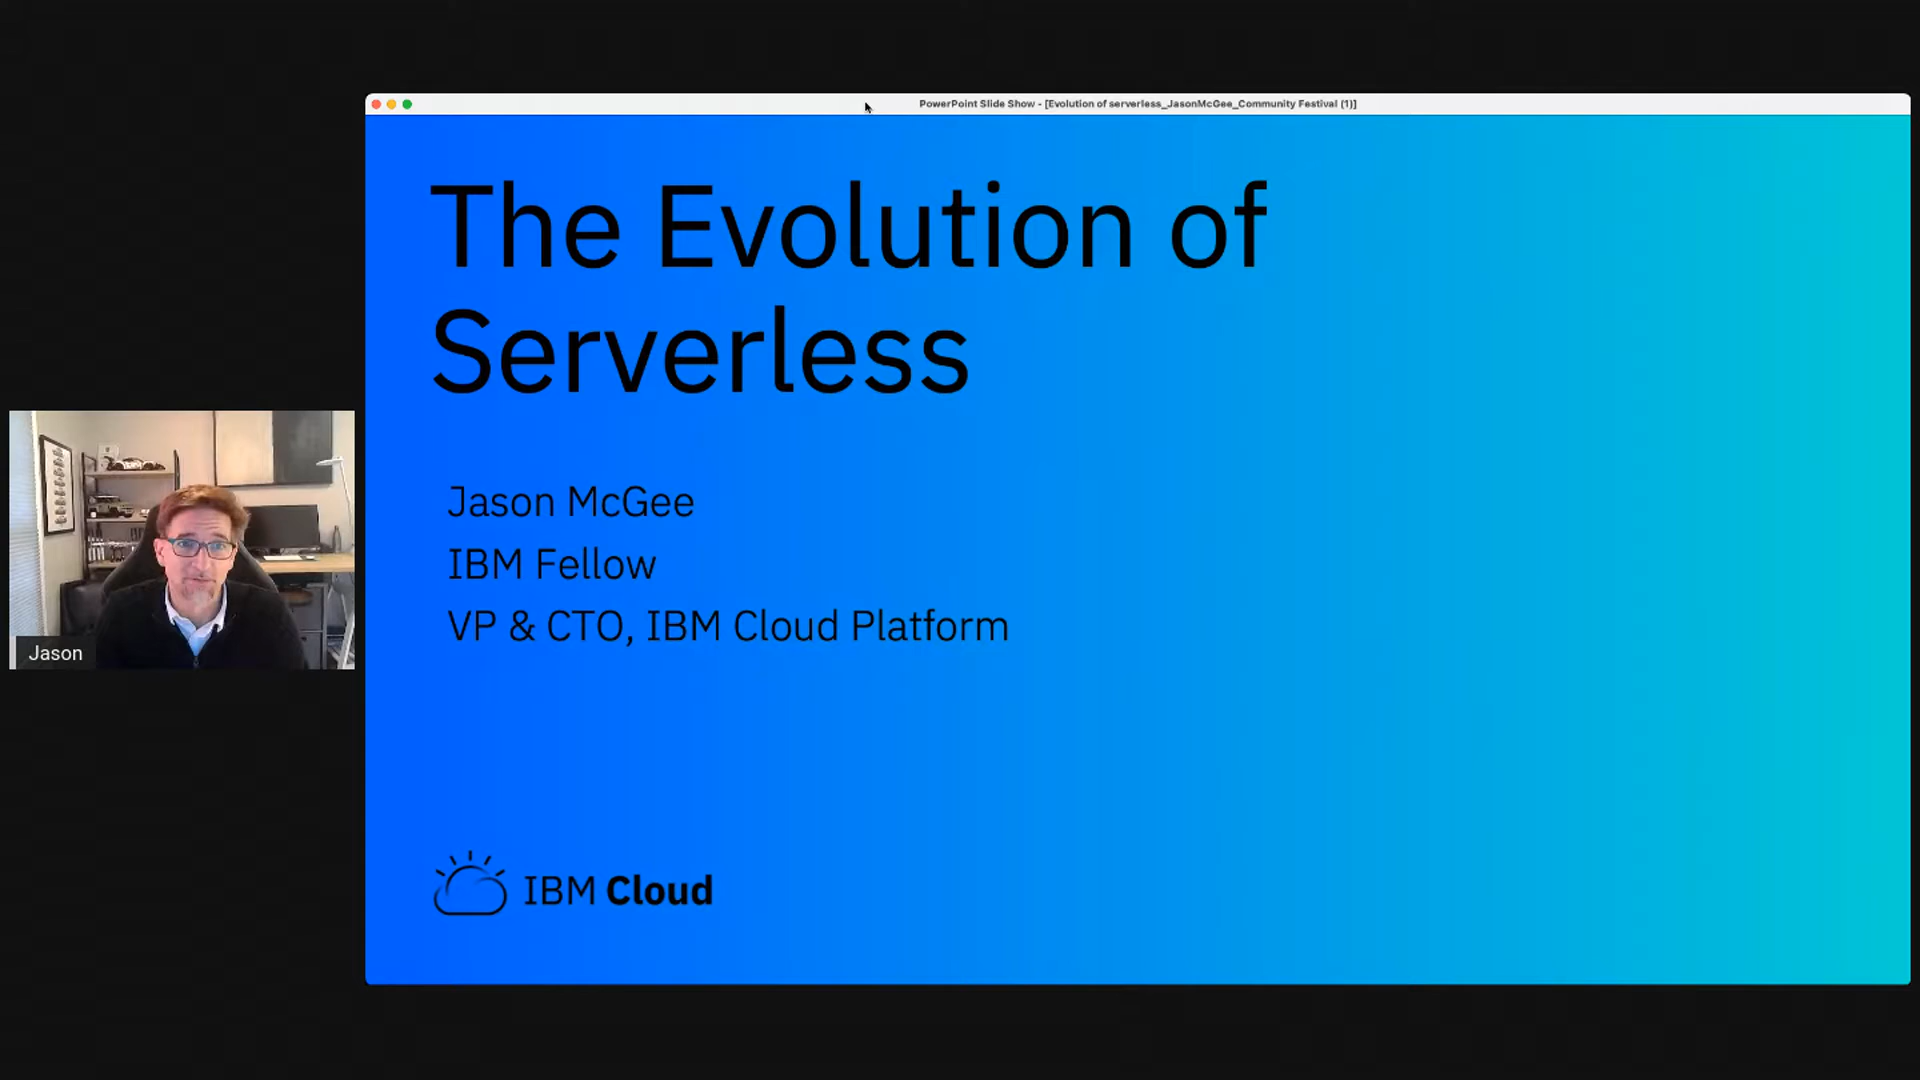 PowerPoint Slide Show - [Evolution of serverless_JasonMcGee_Community Festival (1)]
The Evolution of
Serverless
Jason McGee
IBM Fellow
VP & CTO, IBM Cloud Platform
Jason
IBM Cloud